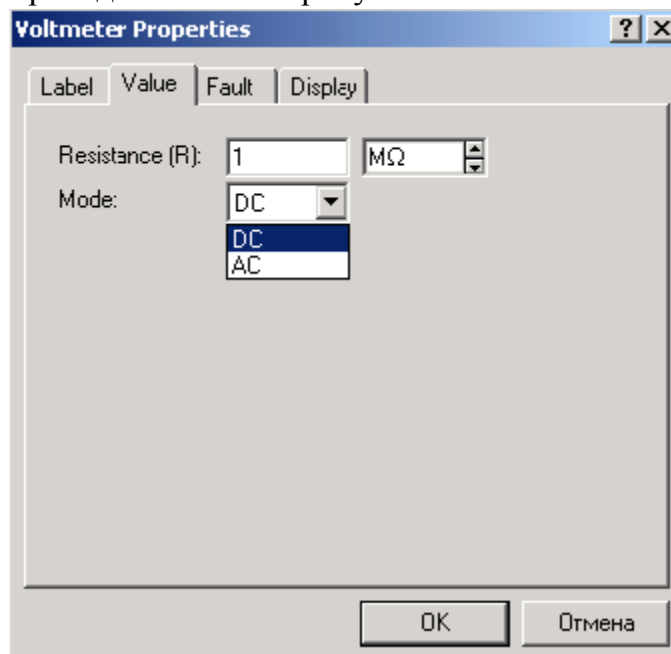 Voltmeter Properties
Label Value Fault Display
Resistance (R): 1 MΩ
Mode: DC
DC
AC
OK Отмена